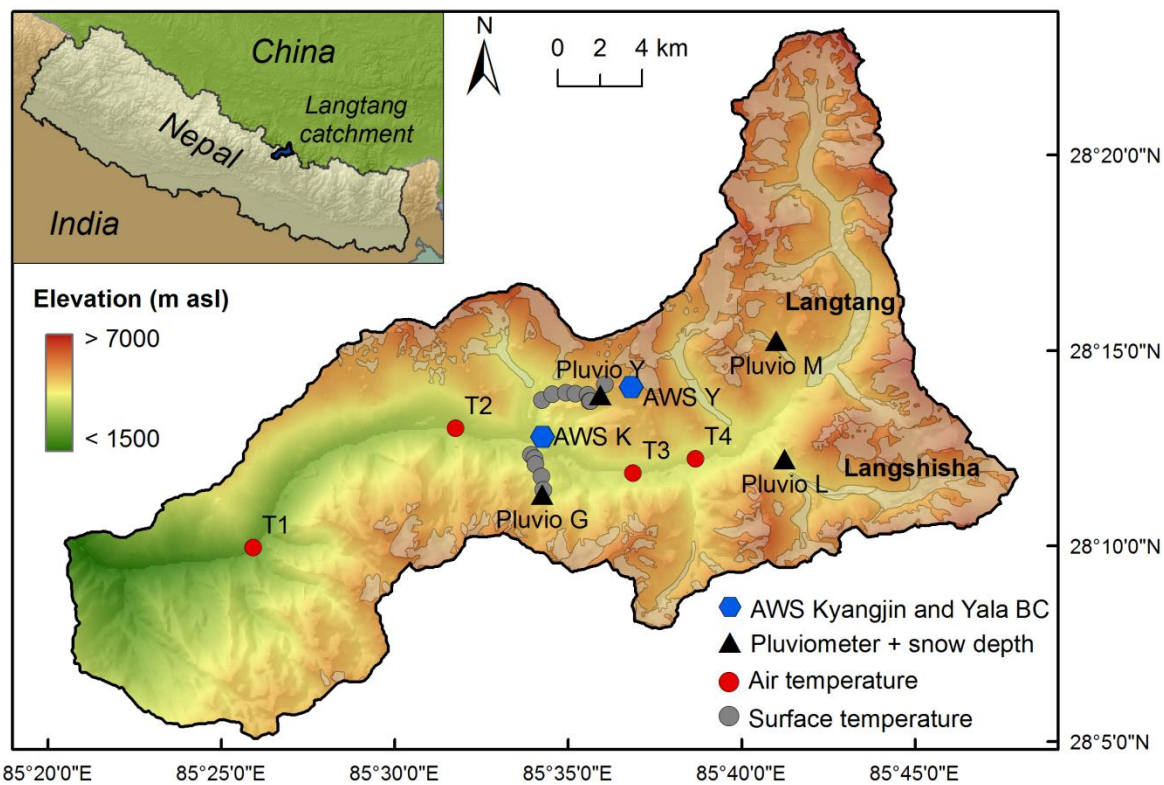 China
Langtang
catchment
Nepal
India
N
0 2 4 km
Elevation (m asl)
> 7000
< 1500
Langtang
Pluvio M
Pluvio Y
AWS Y
T2
AWS K
T3
T4
Pluvio L
Langshisha
Pluvio G
T1
AWS Kyangjin and Yala BC
Pluviometer + snow depth
Air temperature
Surface temperature
28°20'0"N
28°15'0"N
28°10'0"N
28°5'0"N
85°20'0"E 85°25'0"E 85°30'0"E 85°35'0"E 85°40'0"E 85°45'0"E